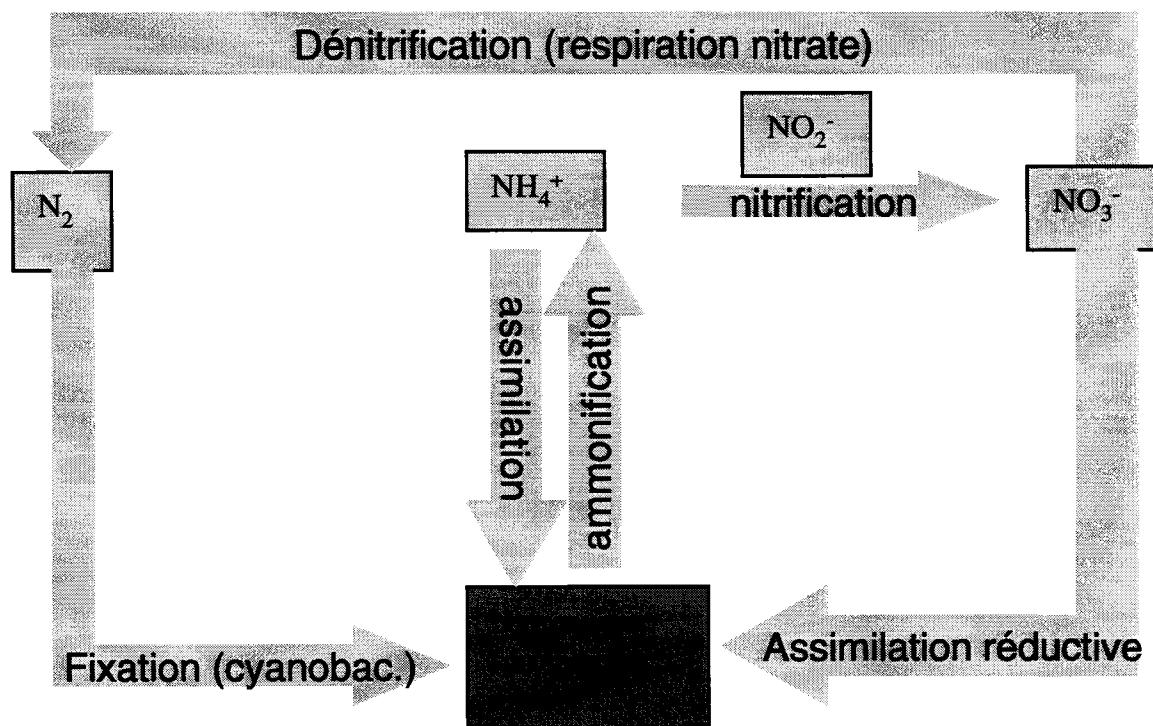 Dénitrification (respiration nitrate)
NO₂⁻
NH₄⁺
nitrification
N₂
NO₃⁻
assimilation
ammonification
Fixation (cyanobac.)
Assimilation réductive